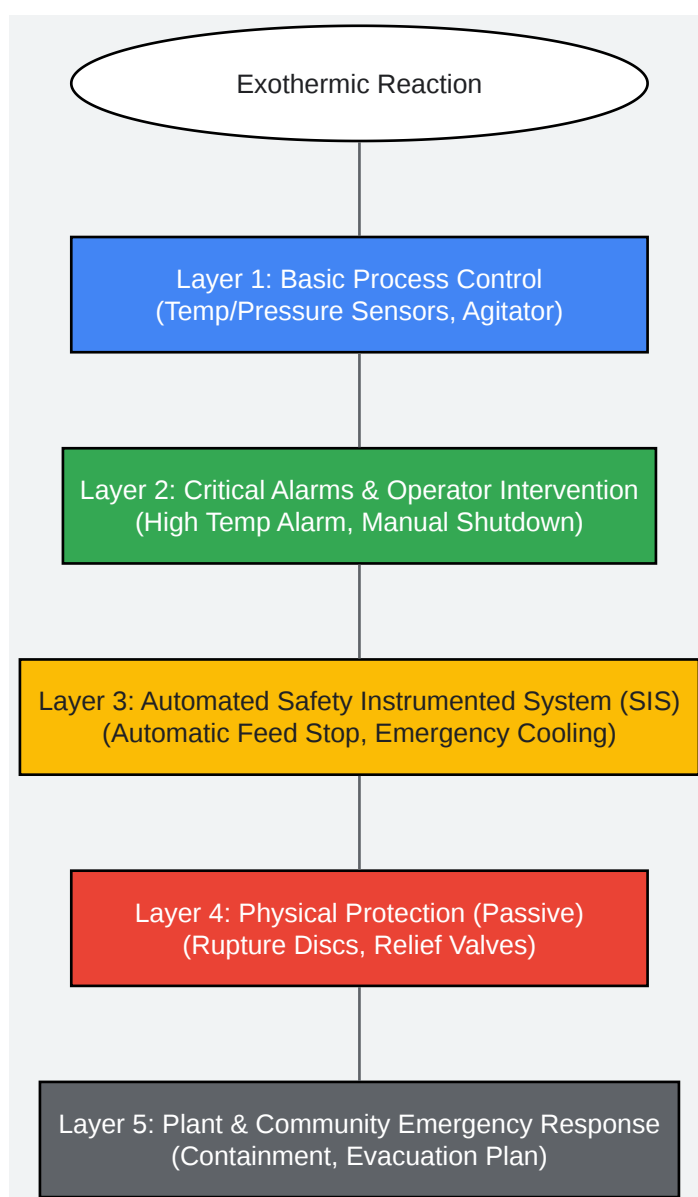 Exothermic Reaction
Layer 1: Basic Process Control
(Temp/Pressure Sensors, Agitator)
Layer 2: Critical Alarms & Operator Intervention
(High Temp Alarm, Manual Shutdown)
Layer 3: Automated Safety Instrumented System (SIS)
(Automatic Feed Stop, Emergency Cooling)
Layer 4: Physical Protection (Passive)
(Rupture Discs, Relief Valves)
Layer 5: Plant & Community Emergency Response
(Containment, Evacuation Plan)